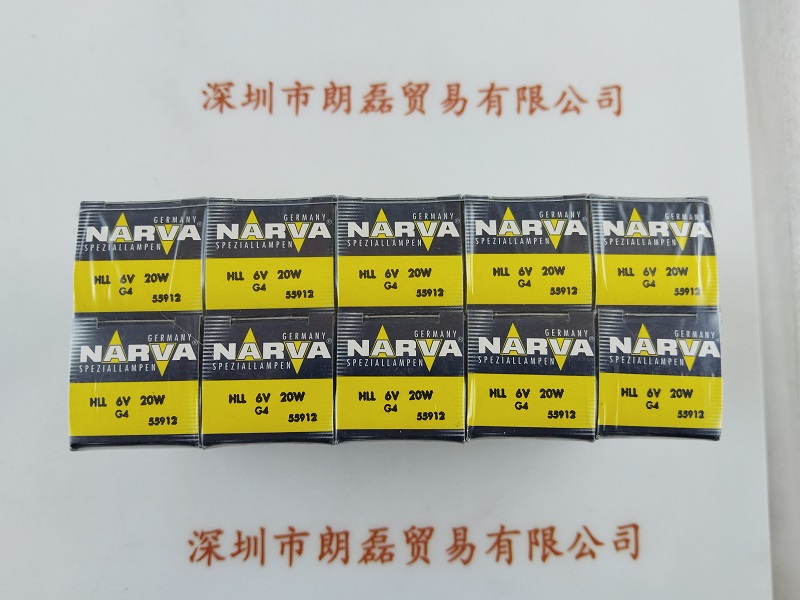 深圳市朗磊贸易有限公司
GERMANY GERMANY GERMANY GERMANY GERMANY
NARVA® NARVA® NARVA® NARVA® NARVA
SPEZIALLAMPEN SPEZIALLAMPEN SPEZIALLAMPEN SPEZIALLAMPEN SPEZIALLAMPEN
HLL 6V 20W HLL 6V 20W HLL 6V 20W HLL 6V 20W HLL 6V 20W
G4 G4 G4 G4 G4
55912 55912 55912 55912 55912
GERMANY GERMANY GERMANY GERMANY GERMANY
NARVA NARVA NARVA NARVA NARVA
SPEZIALLAMPEN SPEZIALLAMPEN SPEZIALLAMPEN SPEZIALLAMPEN SPEZIALLAMPEN
HLL 6V 20W HLL 6V 20W HLL 6V 20W HLL 6V 20W HLL 6V 20W
G4 G4 G4 G4 G4
55912 55912 55912 55912 55912
深圳市朗磊贸易有限公司